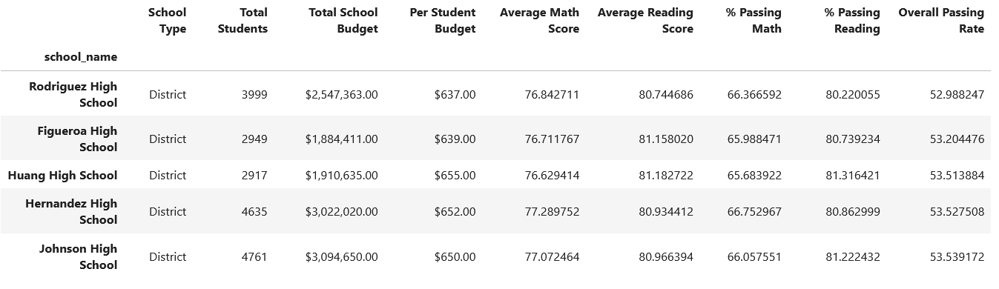 School Type Total Students Total School Budget Per Student Budget Average Math Score Average Reading Score % Passing Math % Passing Reading Overall Passing Rate
school_name
Rodriguez High School District 3999 $2,547,363.00 $637.00 76.842711 80.744686 66.366592 80.220055 52.988247
Figueroa High School District 2949 $1,884,411.00 $639.00 76.711767 81.158020 65.988471 80.739234 53.204476
Huang High School District 2917 $1,910,635.00 $655.00 76.629414 81.182722 65.683922 81.316421 53.513884
Hernandez High School District 4635 $3,022,020.00 $652.00 77.289752 80.934412 66.752967 80.862999 53.527508
Johnson High School District 4761 $3,094,650.00 $650.00 77.072464 80.966394 66.057551 81.222432 53.539172